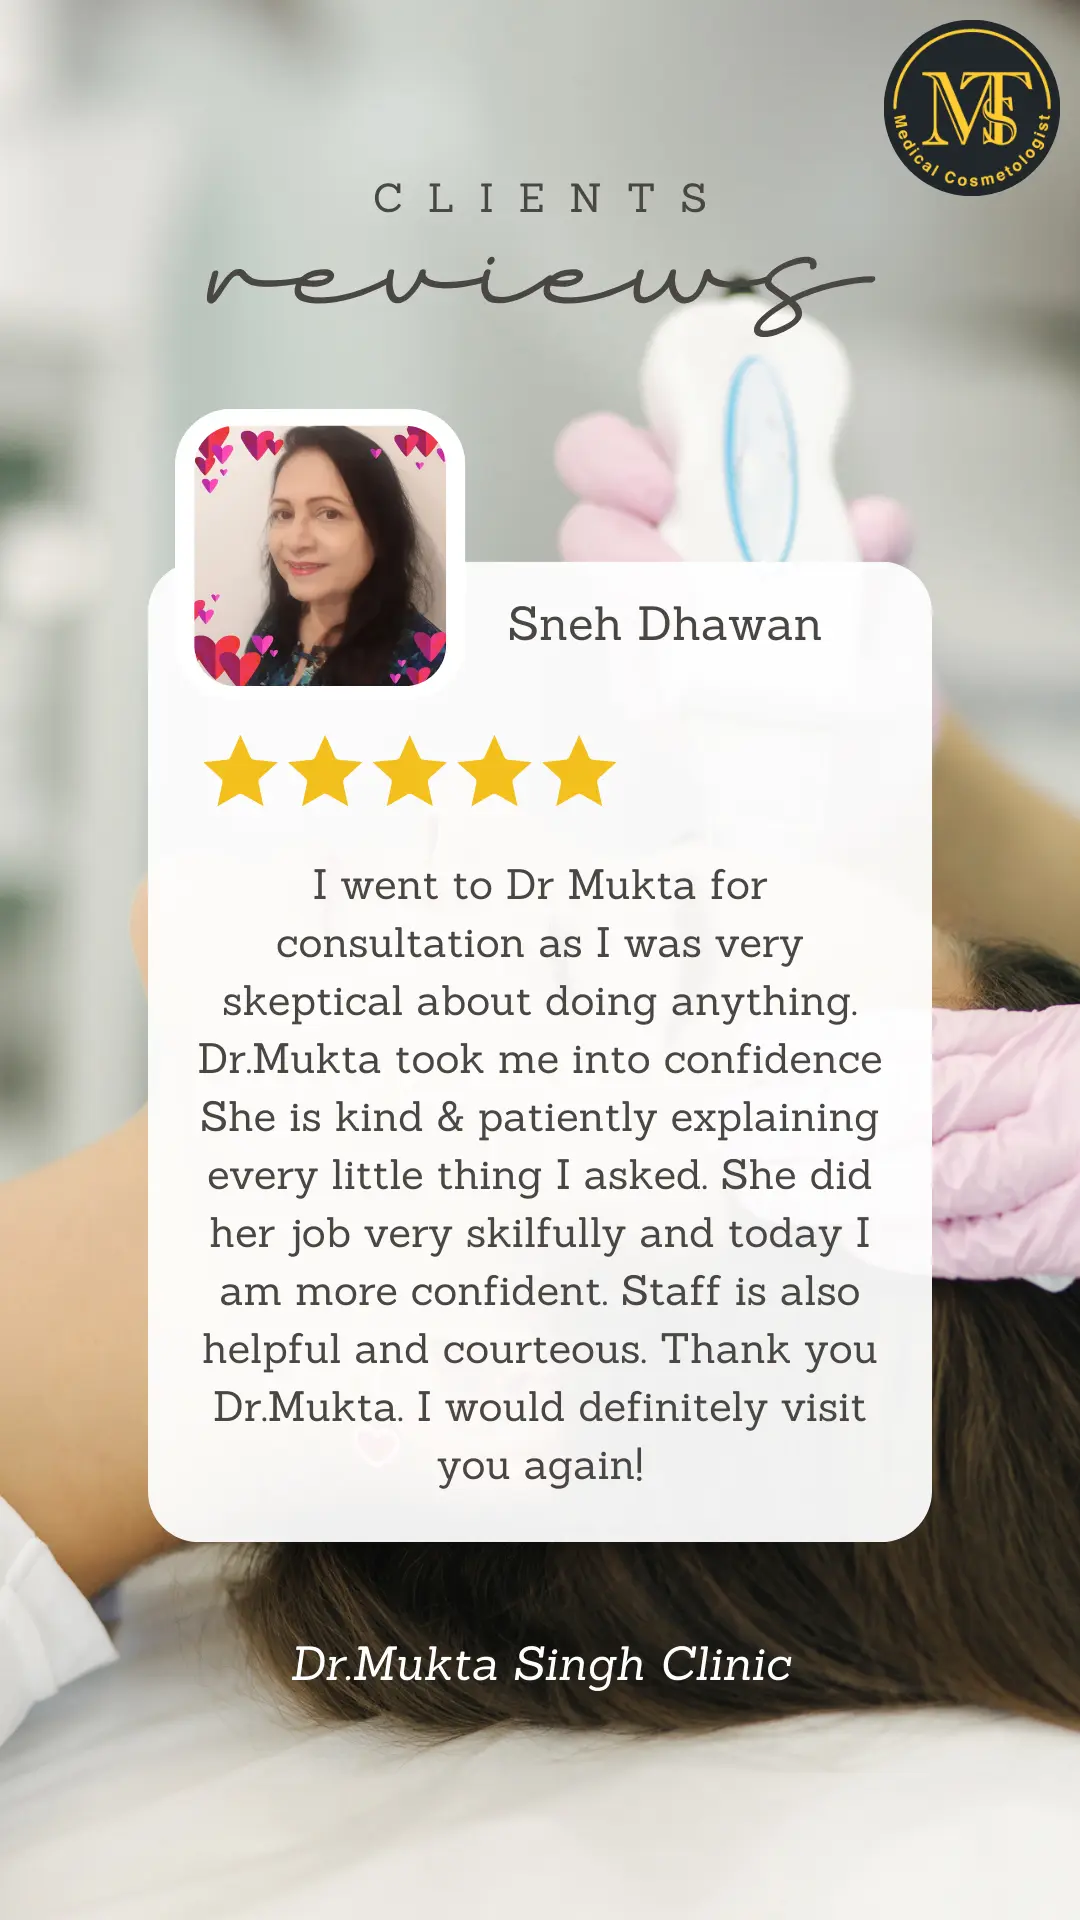 MTS
Medical Cosmetologist
CLIENTS
reviews
Sneh Dhawan
I went to Dr Mukta for
consultation as I was very
skeptical about doing anything.
Dr.Mukta took me into confidence
She is kind & patiently explaining
every little thing I asked. She did
her job very skilfully and today I
am more confident. Staff is also
helpful and courteous. Thank you
Dr.Mukta. I would definitely visit
you again!
Dr.Mukta Singh Clinic